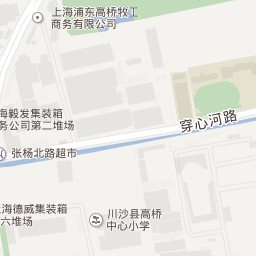 上海浦东高桥牧工
商务有限公司
穿心河路
海毅发集装箱
务公司第二堆场
张杨北路超市
海德威集装箱
六堆场
川沙县高桥
中心小学